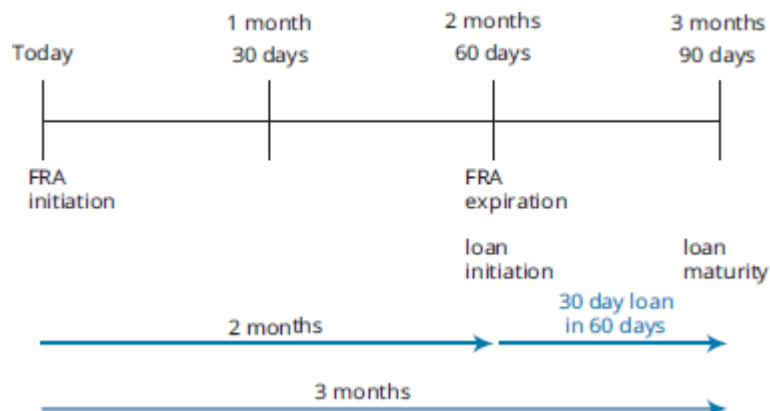 1 month
2 months
3 months
Today
30 days
60 days
90 days
FRA
initiation
FRA
expiration
loan
initiation
loan
maturity
30 day loan
in 60 days
2 months
3 months